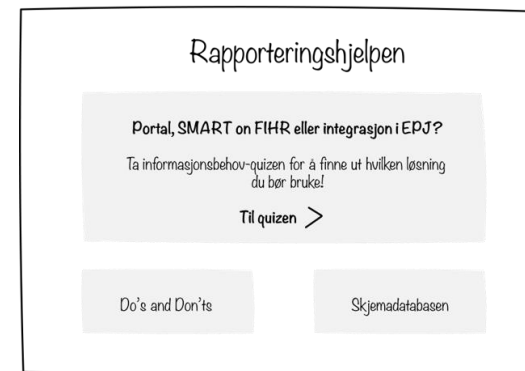 Rapporteringshjelpen
Portal, SMART on FIHR eller integrasjon i EPJ?
Ta informasjonsbehov-quizen for å finne ut hvilken løsning
du bør bruke!
Til quizen >
Do's and Don'ts
Skjemadatabasen